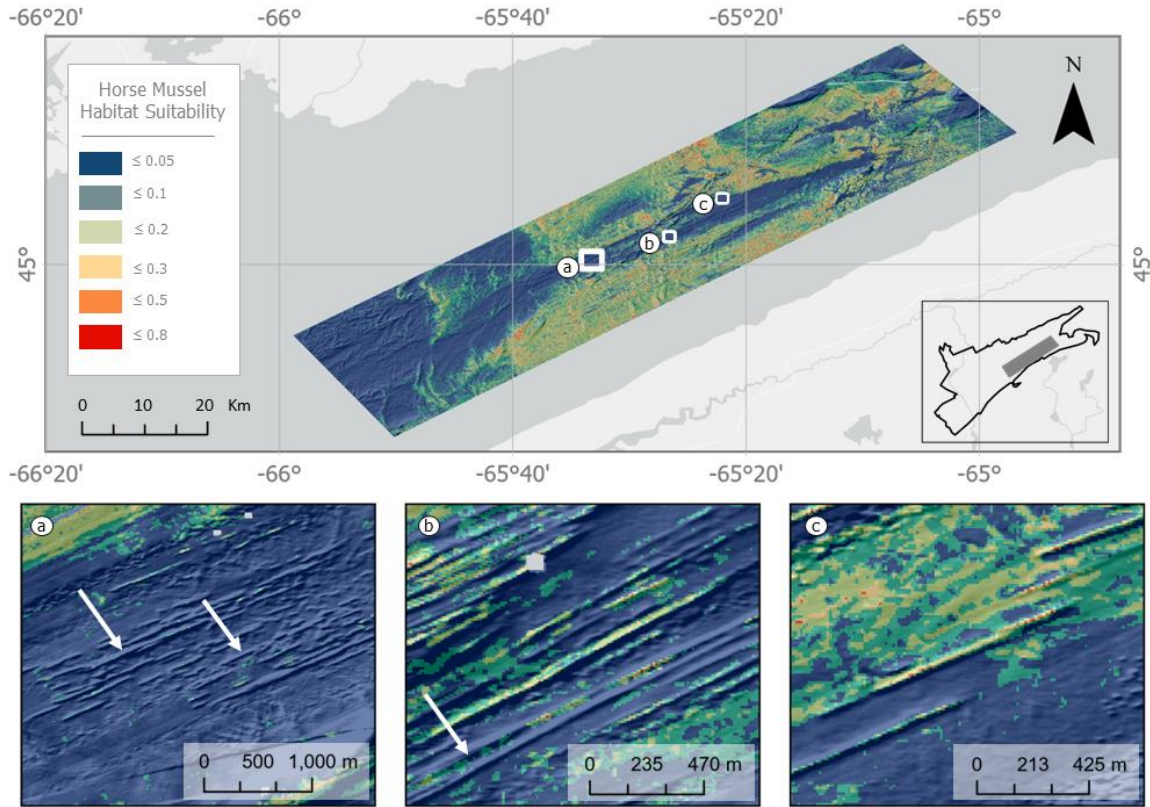 -66°20' -66° -65°40' -65°20' -65°
N
Horse Mussel
Habitat Suitability
≤ 0.05
≤ 0.1
≤ 0.2
≤ 0.3
≤ 0.5
≤ 0.8
c
b
a
45° 45°
0 10 20 Km
-66°20' -66° -65°40' -65°20' -65°
a
0 500 1,000 m
b
0 235 470 m
c
0 213 425 m